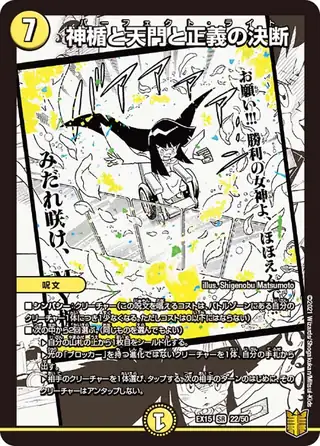 7
パーフェクト・ライト
神楯と天門と正義の決断
お願い!!! 勝利の女神よ、ほほえん
みだれ咲け、
illus. Shigenobu Matsumoto
呪文
■シンパシー：クリーチャー（この呪文を唱えるコストは、バトルゾーンにある自分の
クリーチャー1体につき1少なくなる。ただしコストは0以下にはならない）
■次の中から2回選ぶ。（同じものを選んでもよい）
▶自分の山札の上から1枚目をシールド化する。
▶光の「ブロッカー」を持つ進化ではないクリーチャーを1体、自分の手札から
出す。
▶相手のクリーチャーを1体選び、タップする。次の相手のターンのはじめに、その
クリーチャーはアンタップしない。
1
EX15 SR 22/50